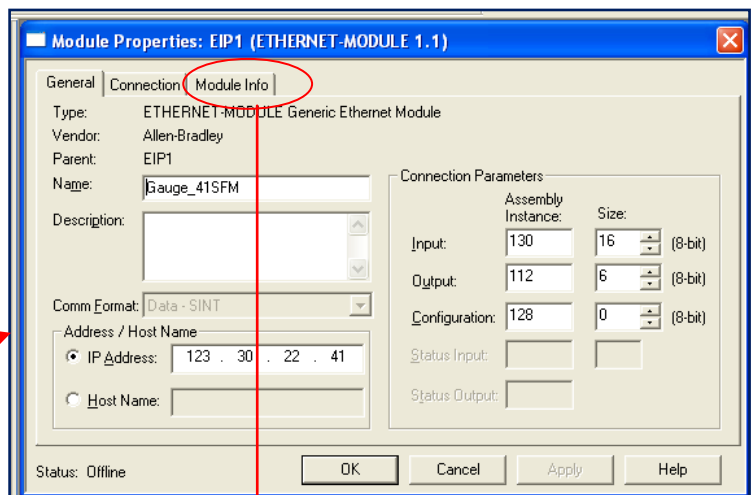 Module Properties: EIP1 (ETHERNET-MODULE 1.1)
General Connection Module Info
Type: ETHERNET-MODULE Generic Ethernet Module
Vendor: Allen-Bradley
Parent: EIP1
Name: Gauge_41SFM
Description:
Comm Format: Data - SINT
Address / Host Name
IP Address: 123 . 30 . 22 . 41
Host Name:
Connection Parameters
Assembly
Instance: Size:
Input: 130 16 (8-bit)
Output: 112 6 (8-bit)
Configuration: 128 0 (8-bit)
Status Input:
Status Output:
Status: Offline OK Cancel Apply Help